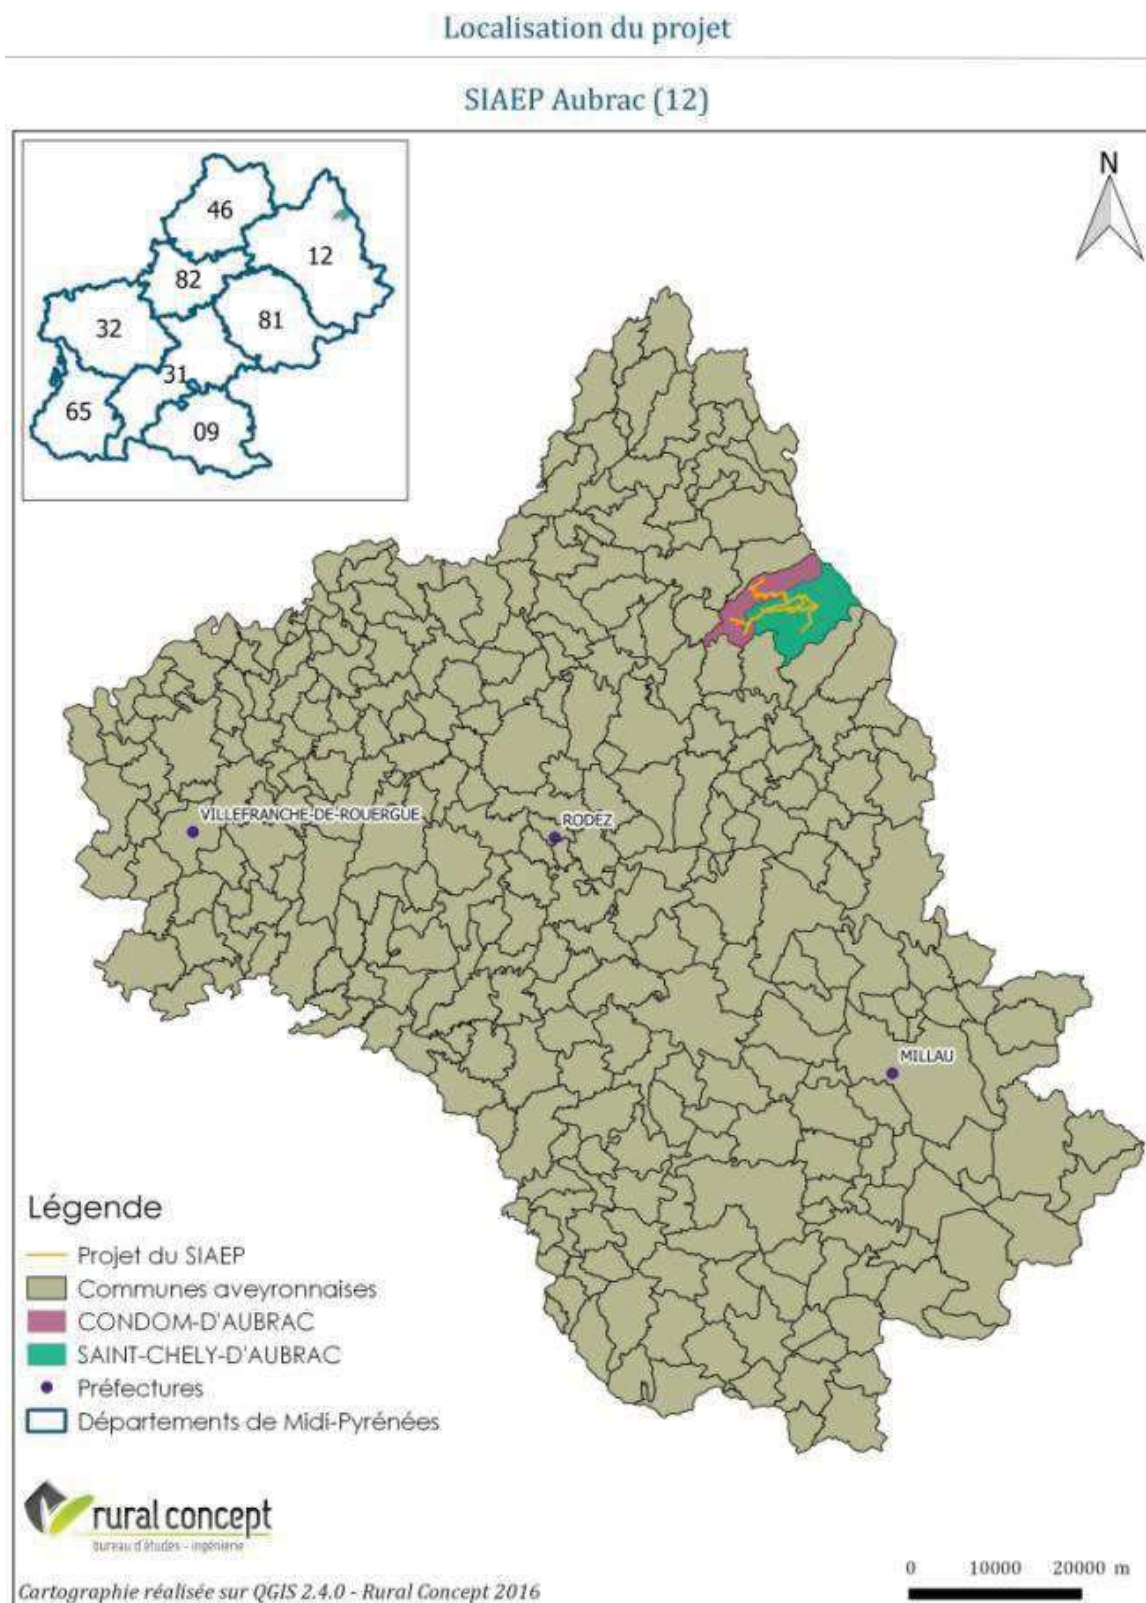 Localisation du projet
SIAEP Aubrac (12)
46
12
82
32
81
31
65
09
N
VILLEFRANCHE-DE-ROUERGUE
RODEZ
MILLAU
Légende
Projet du SIAEP
Communes aveyronnaises
CONDOM-D'AUBRAC
SAINT-CHELY-D'AUBRAC
Préfectures
Départements de Midi-Pyrénées
rural concept
bureau d'études - ingénierie
0 10000 20000 m
Cartographie réalisée sur QGIS 2.4.0 - Rural Concept 2016